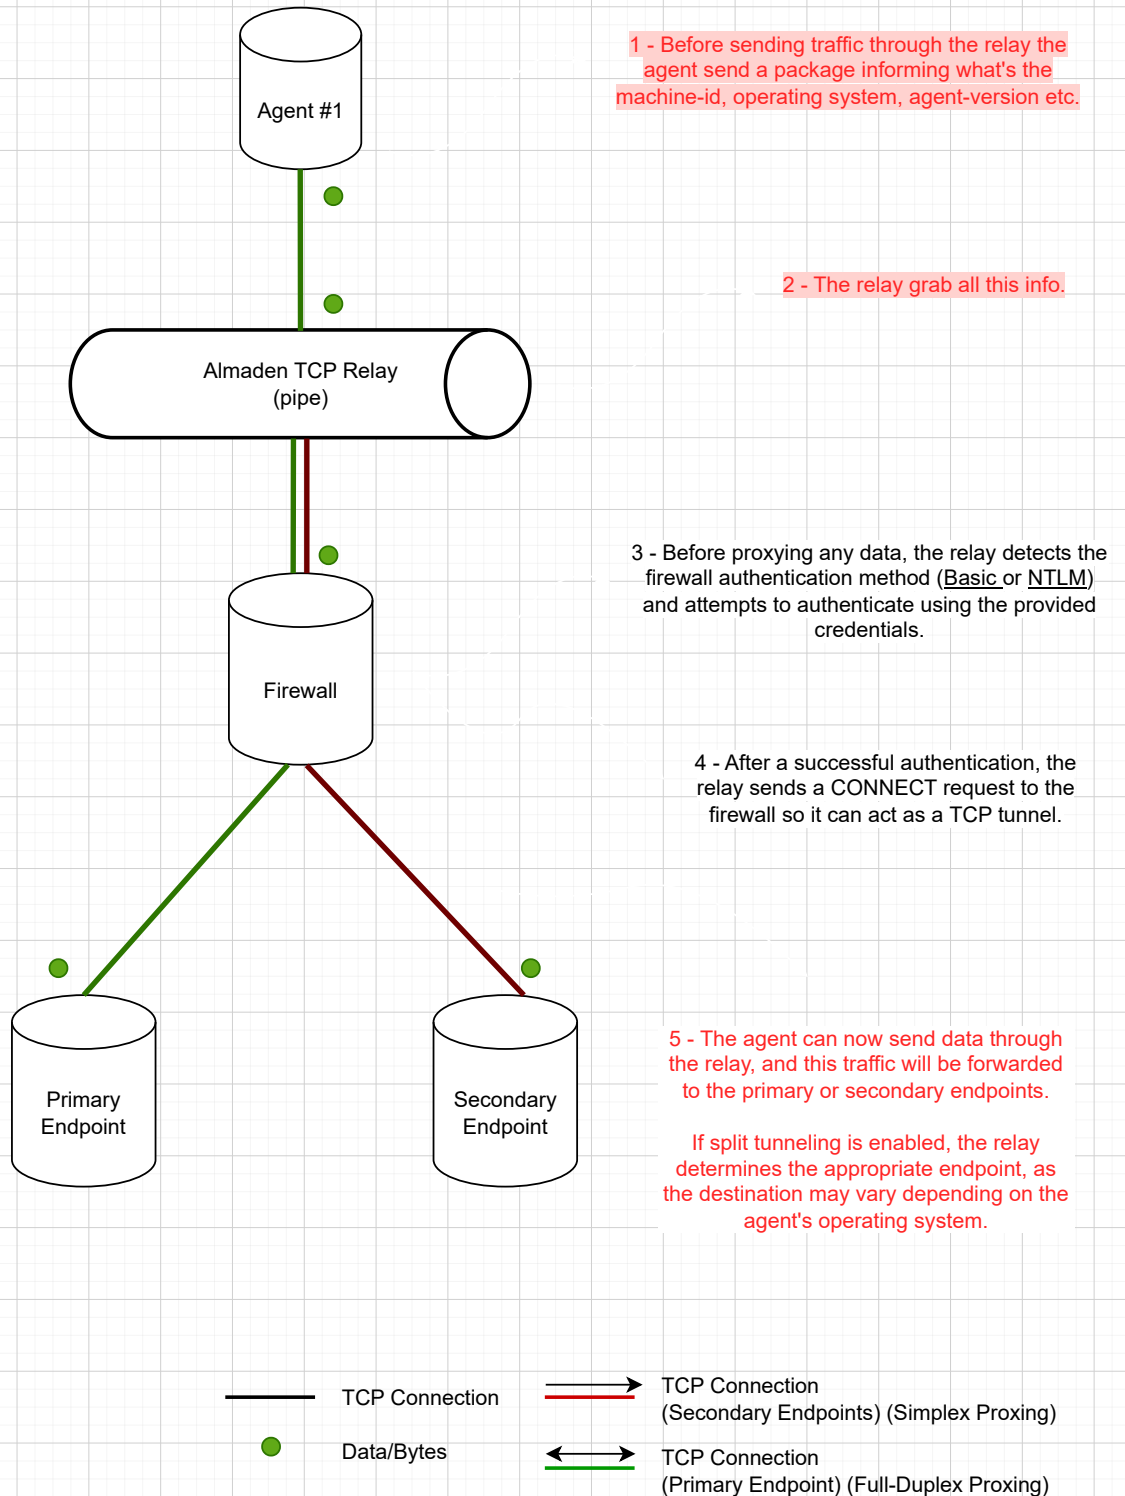 1 - Before sending traffic through the relay the
agent send a package informing what's the
machine-id, operating system, agent-version etc.
Agent #1
2 - The relay grab all this info.
Almaden TCP Relay
(pipe)
3 - Before proxying any data, the relay detects the
firewall authentication method (Basic or NTLM)
and attempts to authenticate using the provided
credentials.
Firewall
4 - After a successful authentication, the
relay sends a CONNECT request to the
firewall so it can act as a TCP tunnel.
Primary
Endpoint
Secondary
Endpoint
5 - The agent can now send data through
the relay, and this traffic will be forwarded
to the primary or secondary endpoints.
If split tunneling is enabled, the relay
determines the appropriate endpoint, as
the destination may vary depending on the
agent's operating system.
TCP Connection
Data/Bytes
TCP Connection
(Secondary Endpoints) (Simplex Proxing)
TCP Connection
(Primary Endpoint) (Full-Duplex Proxing)